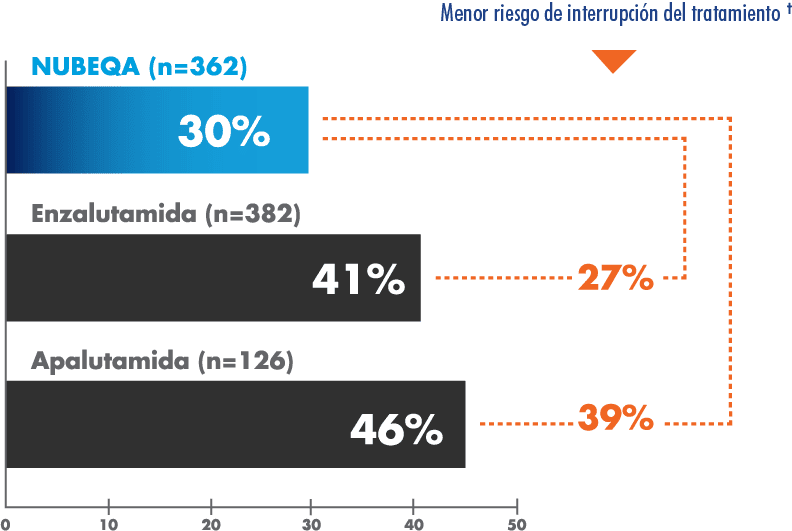 Menor riesgo de interrupción del tratamiento †
NUBEQA (n=362)
30%
Enzalutamida (n=382)
41%
27%
Apalutamida (n=126)
46%
39%
0 10 20 30 40 50